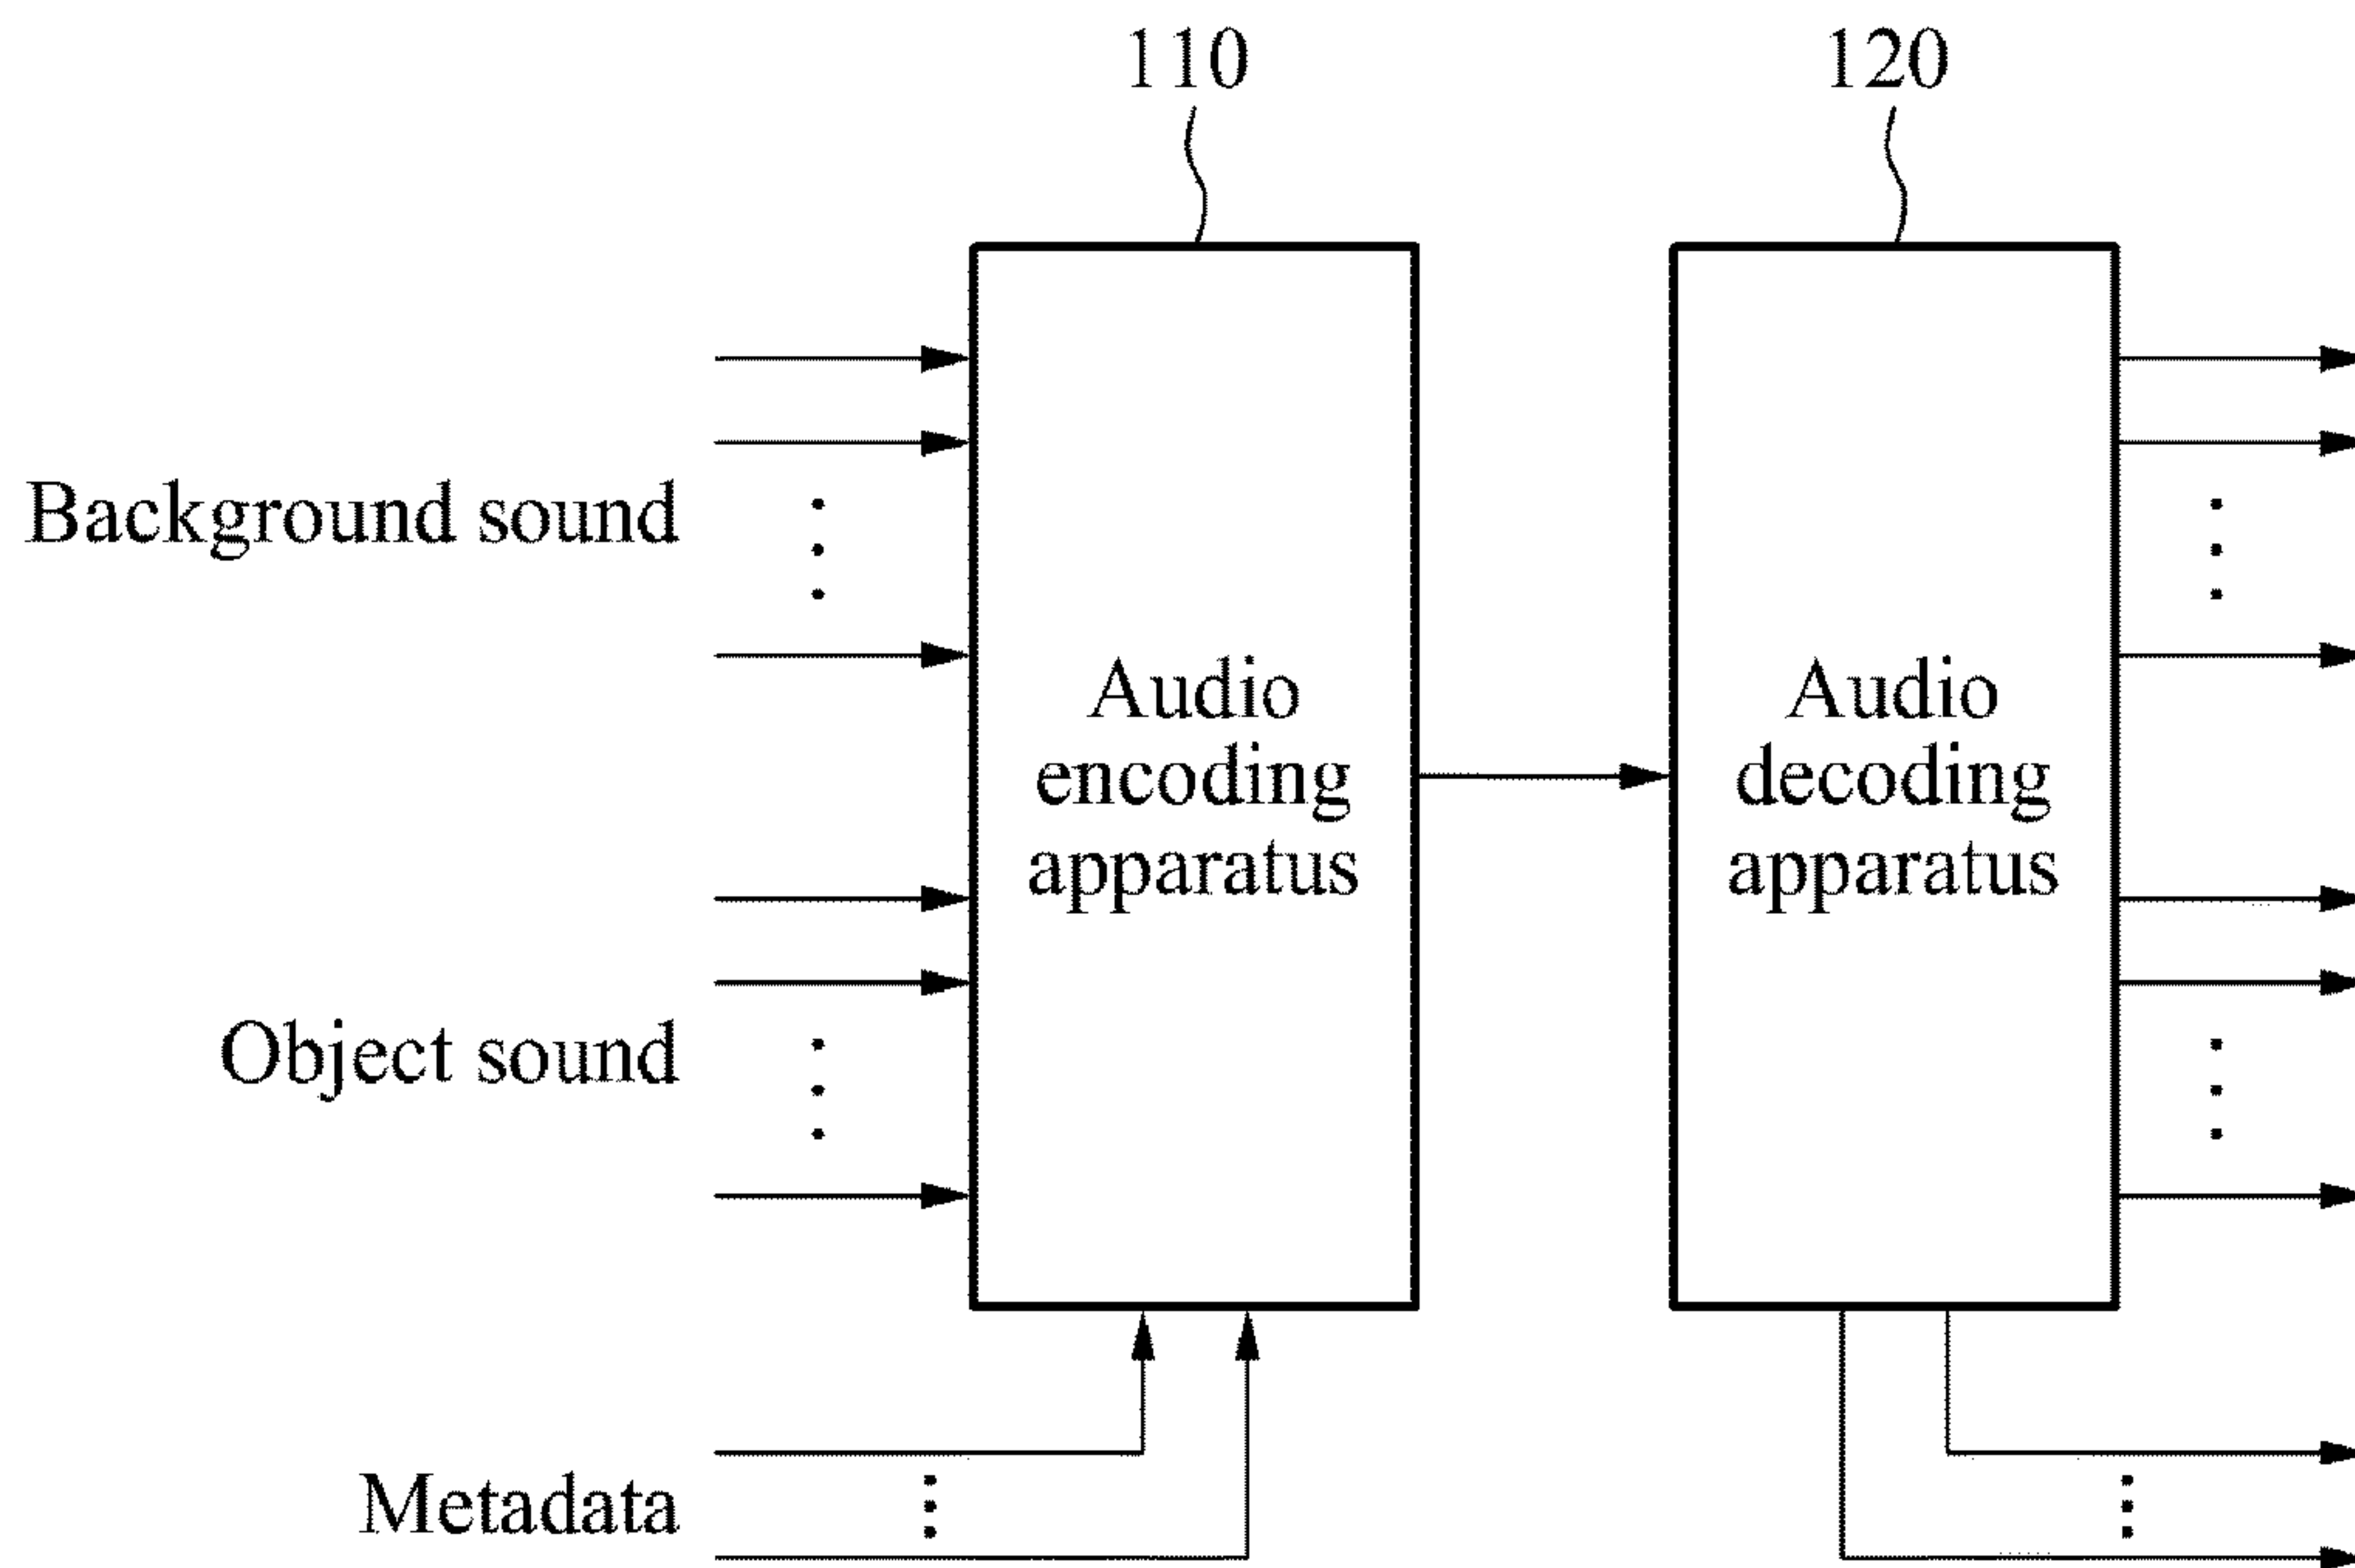 110
120
Background sound
Audio
encoding
apparatus
Audio
decoding
apparatus
Object sound
Metadata